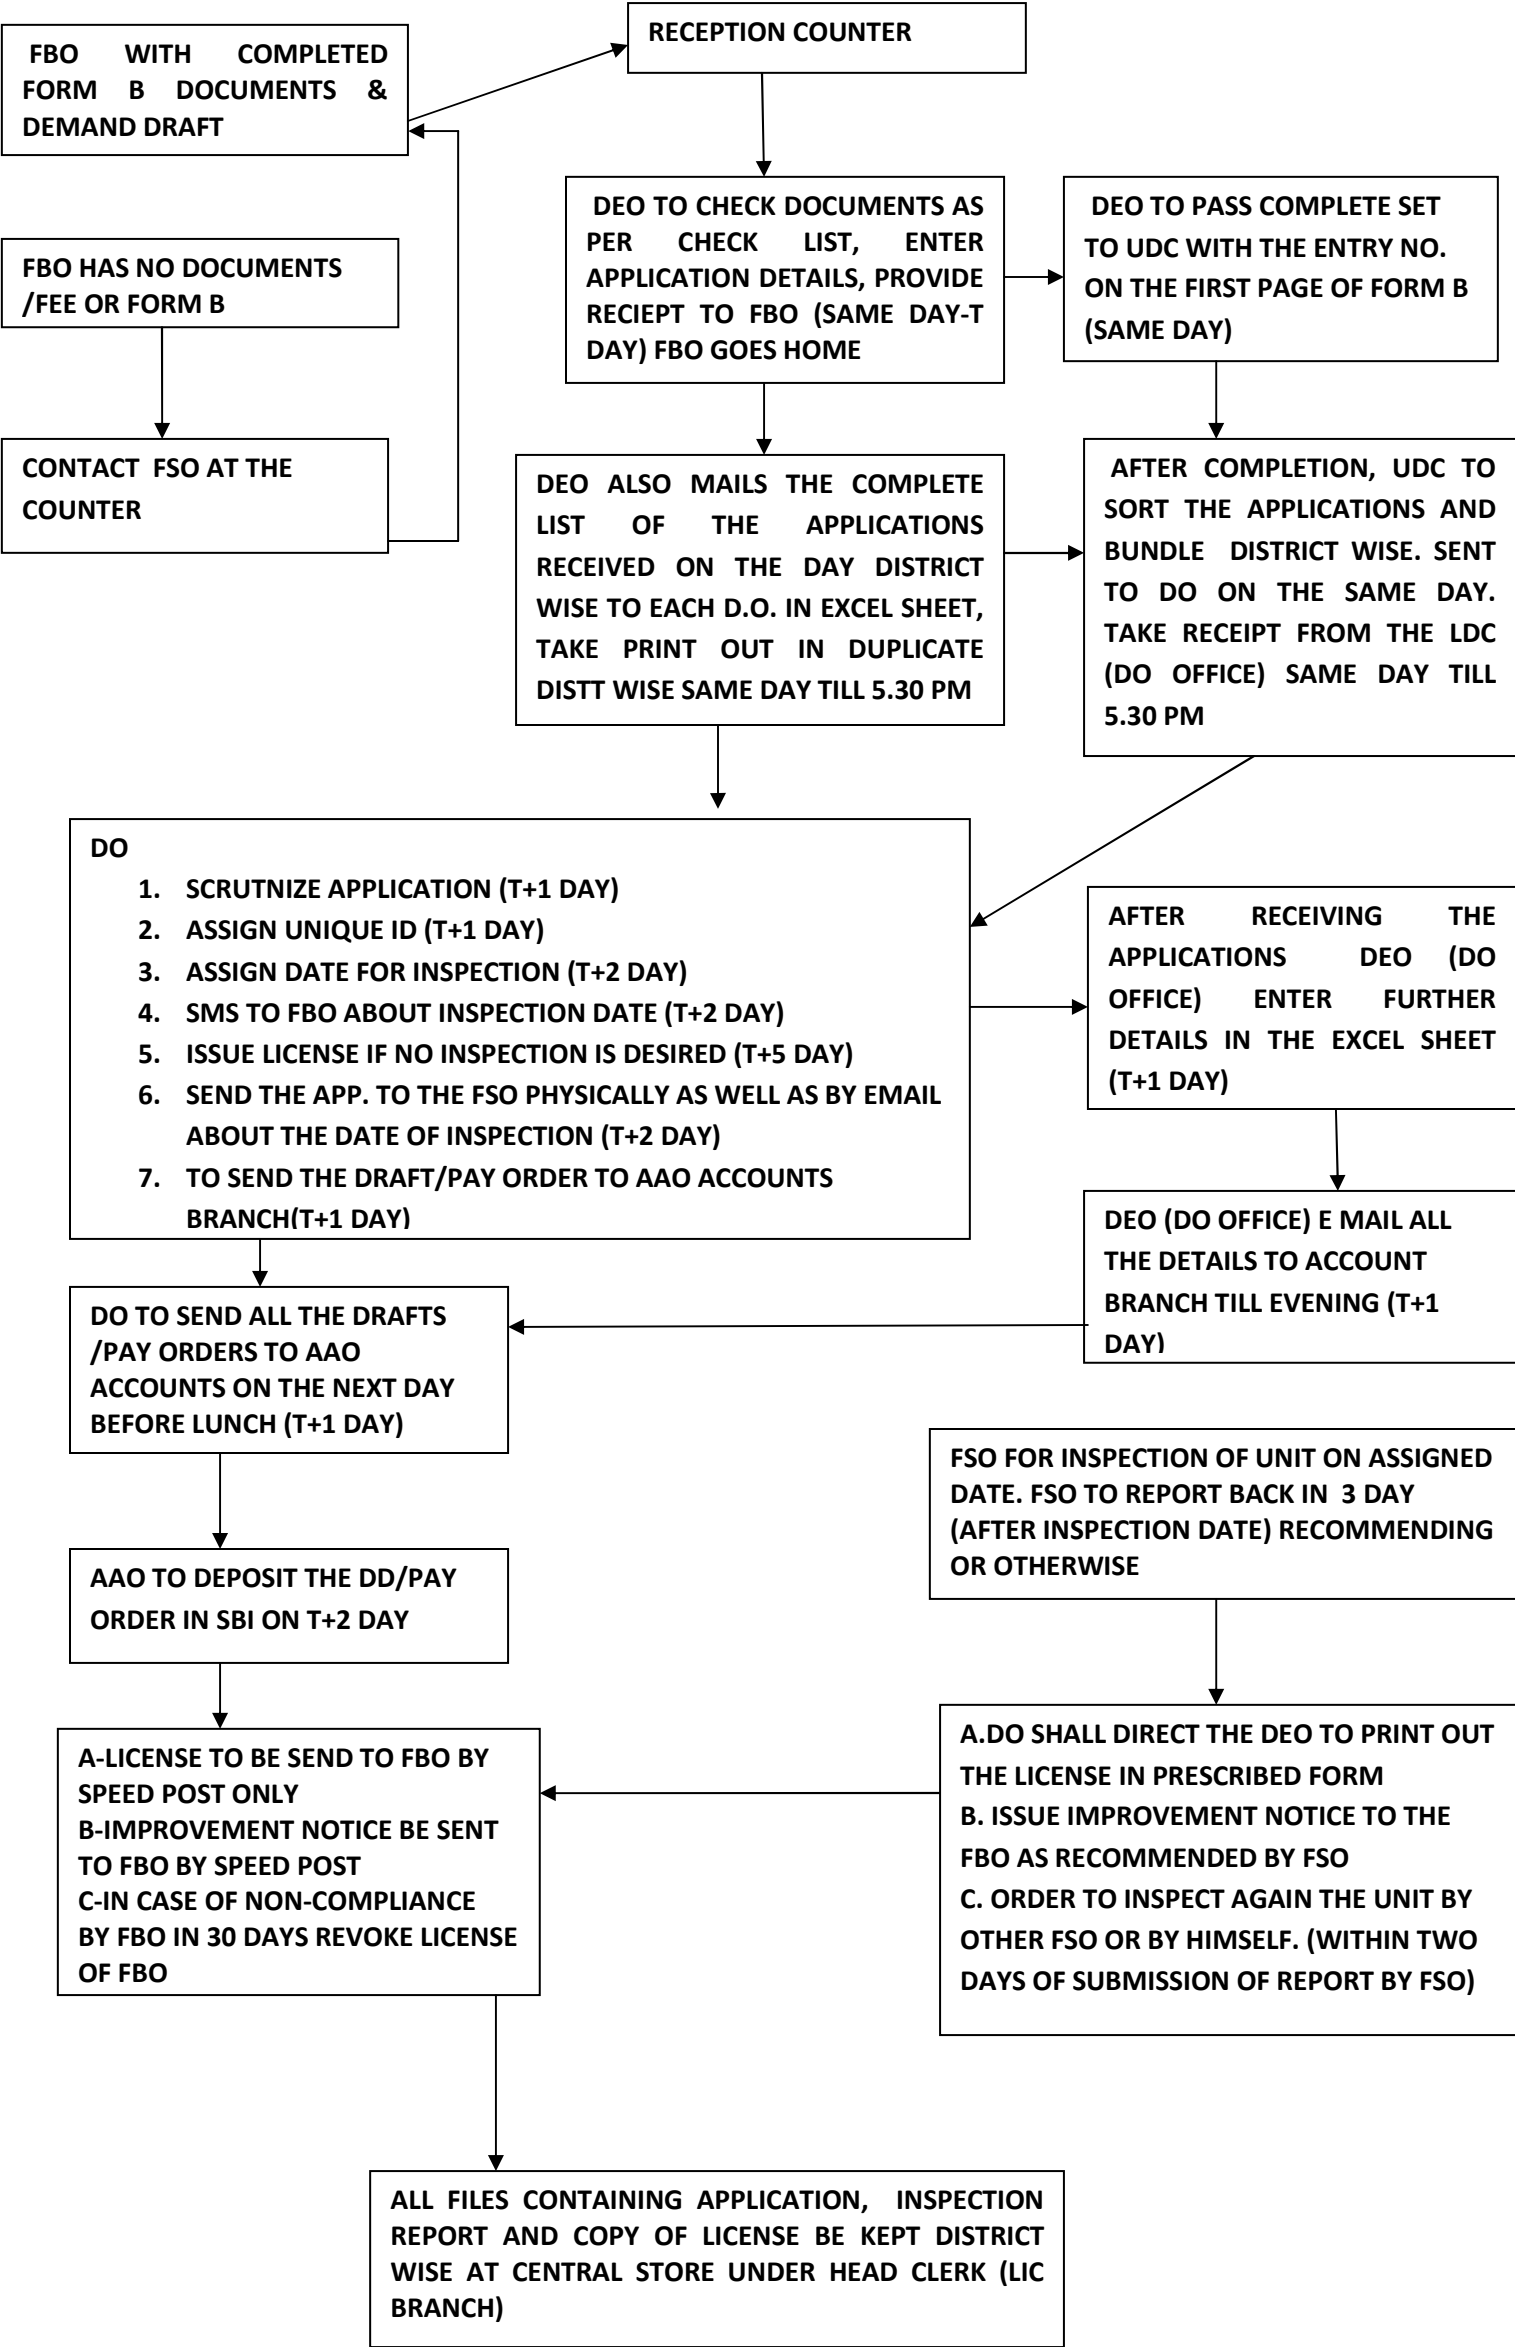 FBO WITH COMPLETED
FORM B DOCUMENTS &
DEMAND DRAFT
RECEPTION COUNTER
FBO HAS NO DOCUMENTS
/FEE OR FORM B
DEO TO CHECK DOCUMENTS AS
PER CHECK LIST, ENTER
APPLICATION DETAILS, PROVIDE
RECIEPT TO FBO (SAME DAY-T
DAY) FBO GOES HOME
DEO TO PASS COMPLETE SET
TO UDC WITH THE ENTRY NO.
ON THE FIRST PAGE OF FORM B
(SAME DAY)
CONTACT FSO AT THE
COUNTER
DEO ALSO MAILS THE COMPLETE
LIST OF THE APPLICATIONS
RECEIVED ON THE DAY DISTRICT
WISE TO EACH D.O. IN EXCEL SHEET,
TAKE PRINT OUT IN DUPLICATE
DISTT WISE SAME DAY TILL 5.30 PM
AFTER COMPLETION, UDC TO
SORT THE APPLICATIONS AND
BUNDLE DISTRICT WISE. SENT
TO DO ON THE SAME DAY.
TAKE RECEIPT FROM THE LDC
(DO OFFICE) SAME DAY TILL
5.30 PM
DO
1. SCRUTNIZE APPLICATION (T+1 DAY)
2. ASSIGN UNIQUE ID (T+1 DAY)
3. ASSIGN DATE FOR INSPECTION (T+2 DAY)
4. SMS TO FBO ABOUT INSPECTION DATE (T+2 DAY)
5. ISSUE LICENSE IF NO INSPECTION IS DESIRED (T+5 DAY)
6. SEND THE APP. TO THE FSO PHYSICALLY AS WELL AS BY EMAIL
ABOUT THE DATE OF INSPECTION (T+2 DAY)
7. TO SEND THE DRAFT/PAY ORDER TO AAO ACCOUNTS
BRANCH(T+1 DAY)
AFTER RECEIVING THE
APPLICATIONS DEO (DO
OFFICE) ENTER FURTHER
DETAILS IN THE EXCEL SHEET
(T+1 DAY)
DEO (DO OFFICE) E MAIL ALL
THE DETAILS TO ACCOUNT
BRANCH TILL EVENING (T+1
DAY)
DO TO SEND ALL THE DRAFTS
/PAY ORDERS TO AAO
ACCOUNTS ON THE NEXT DAY
BEFORE LUNCH (T+1 DAY)
FSO FOR INSPECTION OF UNIT ON ASSIGNED
DATE. FSO TO REPORT BACK IN 3 DAY
(AFTER INSPECTION DATE) RECOMMENDING
OR OTHERWISE
AAO TO DEPOSIT THE DD/PAY
ORDER IN SBI ON T+2 DAY
A-LICENSE TO BE SEND TO FBO BY
SPEED POST ONLY
B-IMPROVEMENT NOTICE BE SENT
TO FBO BY SPEED POST
C-IN CASE OF NON-COMPLIANCE
BY FBO IN 30 DAYS REVOKE LICENSE
OF FBO
A.DO SHALL DIRECT THE DEO TO PRINT OUT
THE LICENSE IN PRESCRIBED FORM
B. ISSUE IMPROVEMENT NOTICE TO THE
FBO AS RECOMMENDED BY FSO
C. ORDER TO INSPECT AGAIN THE UNIT BY
OTHER FSO OR BY HIMSELF. (WITHIN TWO
DAYS OF SUBMISSION OF REPORT BY FSO)
ALL FILES CONTAINING APPLICATION, INSPECTION
REPORT AND COPY OF LICENSE BE KEPT DISTRICT
WISE AT CENTRAL STORE UNDER HEAD CLERK (LIC
BRANCH)